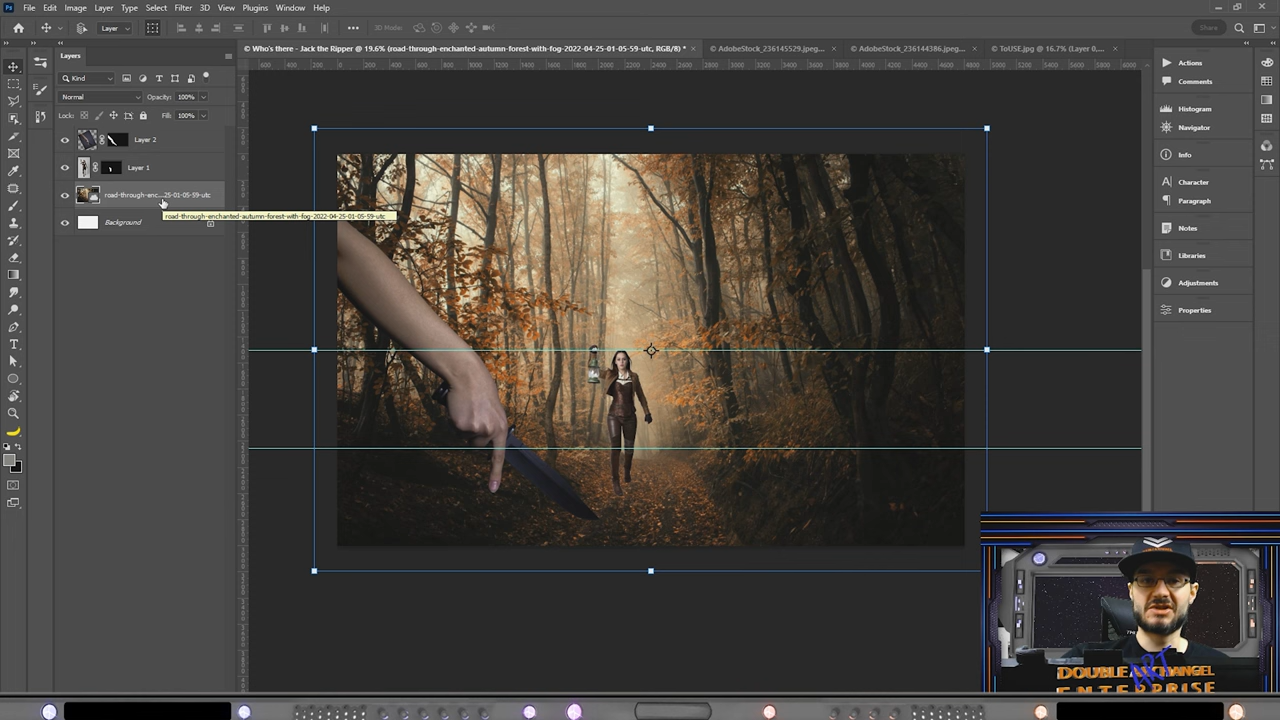 File Edit Image Layer Type Select Filter 3D View Plugins Window Help
Layer 3D Mode: Share
© Who's there - Jack the Ripper @ 19.6% (road-through-enchanted-autumn-forest-with-fog-2022-04-25-01-05-59-utc, RGB/8) *
© AdobeStock_236145529.jpeg...
© AdobeStock_236144386.jpeg...
© ToUSE.jpg @ 16.7% (Layer 0,...
Layers
Kind
Normal Opacity: 100%
Lock: Fill: 100%
Layer 2
Layer 1
road-through-enc...25-01-05-59-utc
road-through-enchanted-autumn-forest-with-fog-2022-04-25-01-05-59-utc
Background
Actions
Comments
Histogram
Navigator
Info
Character
Paragraph
Notes
Libraries
Adjustments
Properties
ART
ENTERPRISE